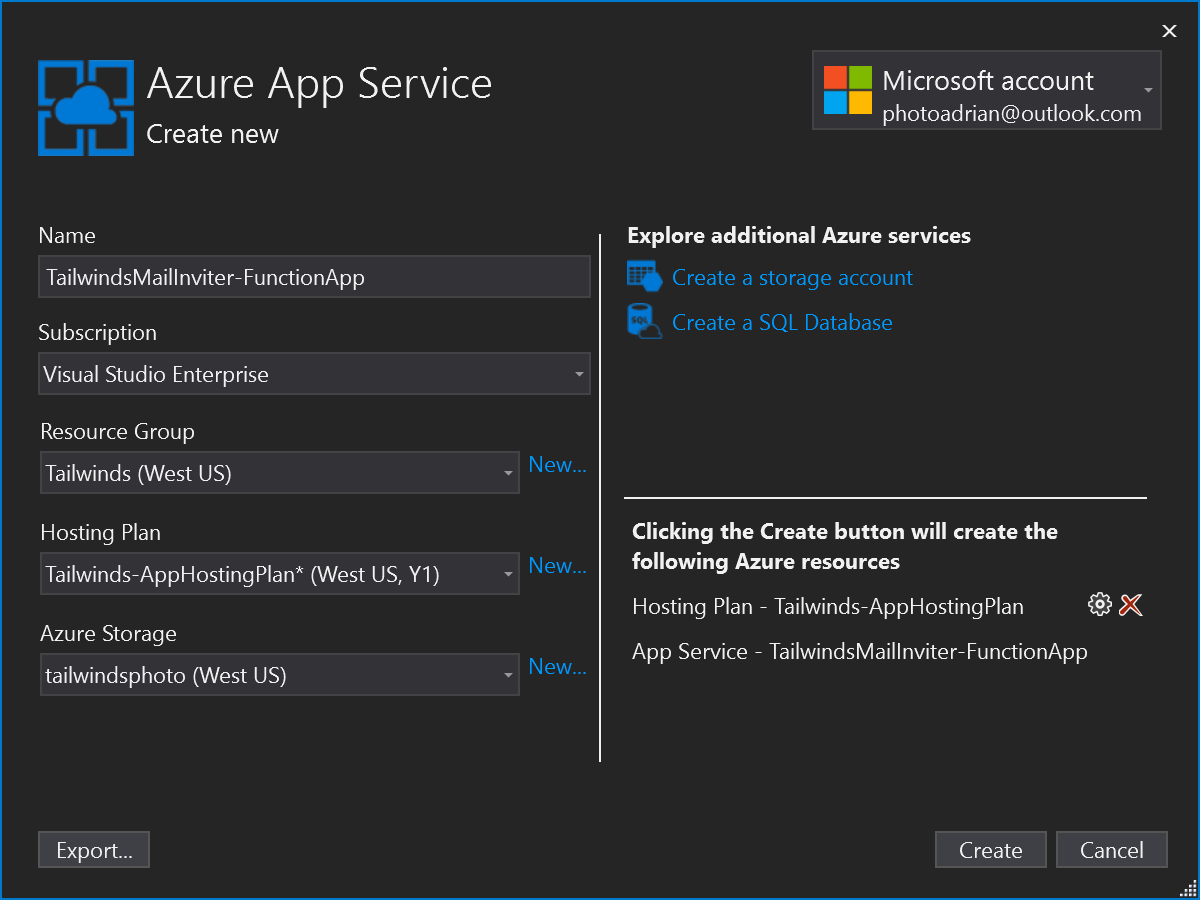 Azure App Service
Create new
Microsoft account
photoadrian@outlook.com
Name
TailwindsMailInviter-FunctionApp
Subscription
Visual Studio Enterprise
Resource Group
Tailwinds (West US)
New...
Hosting Plan
Tailwinds-AppHostingPlan* (West US, Y1)
New...
Azure Storage
tailwindsphoto (West US)
New...
Explore additional Azure services
Create a storage account
SQL
Create a SQL Database
Clicking the Create button will create the
following Azure resources
Hosting Plan - Tailwinds-AppHostingPlan
App Service - TailwindsMailInviter-FunctionApp
Export...
Create
Cancel